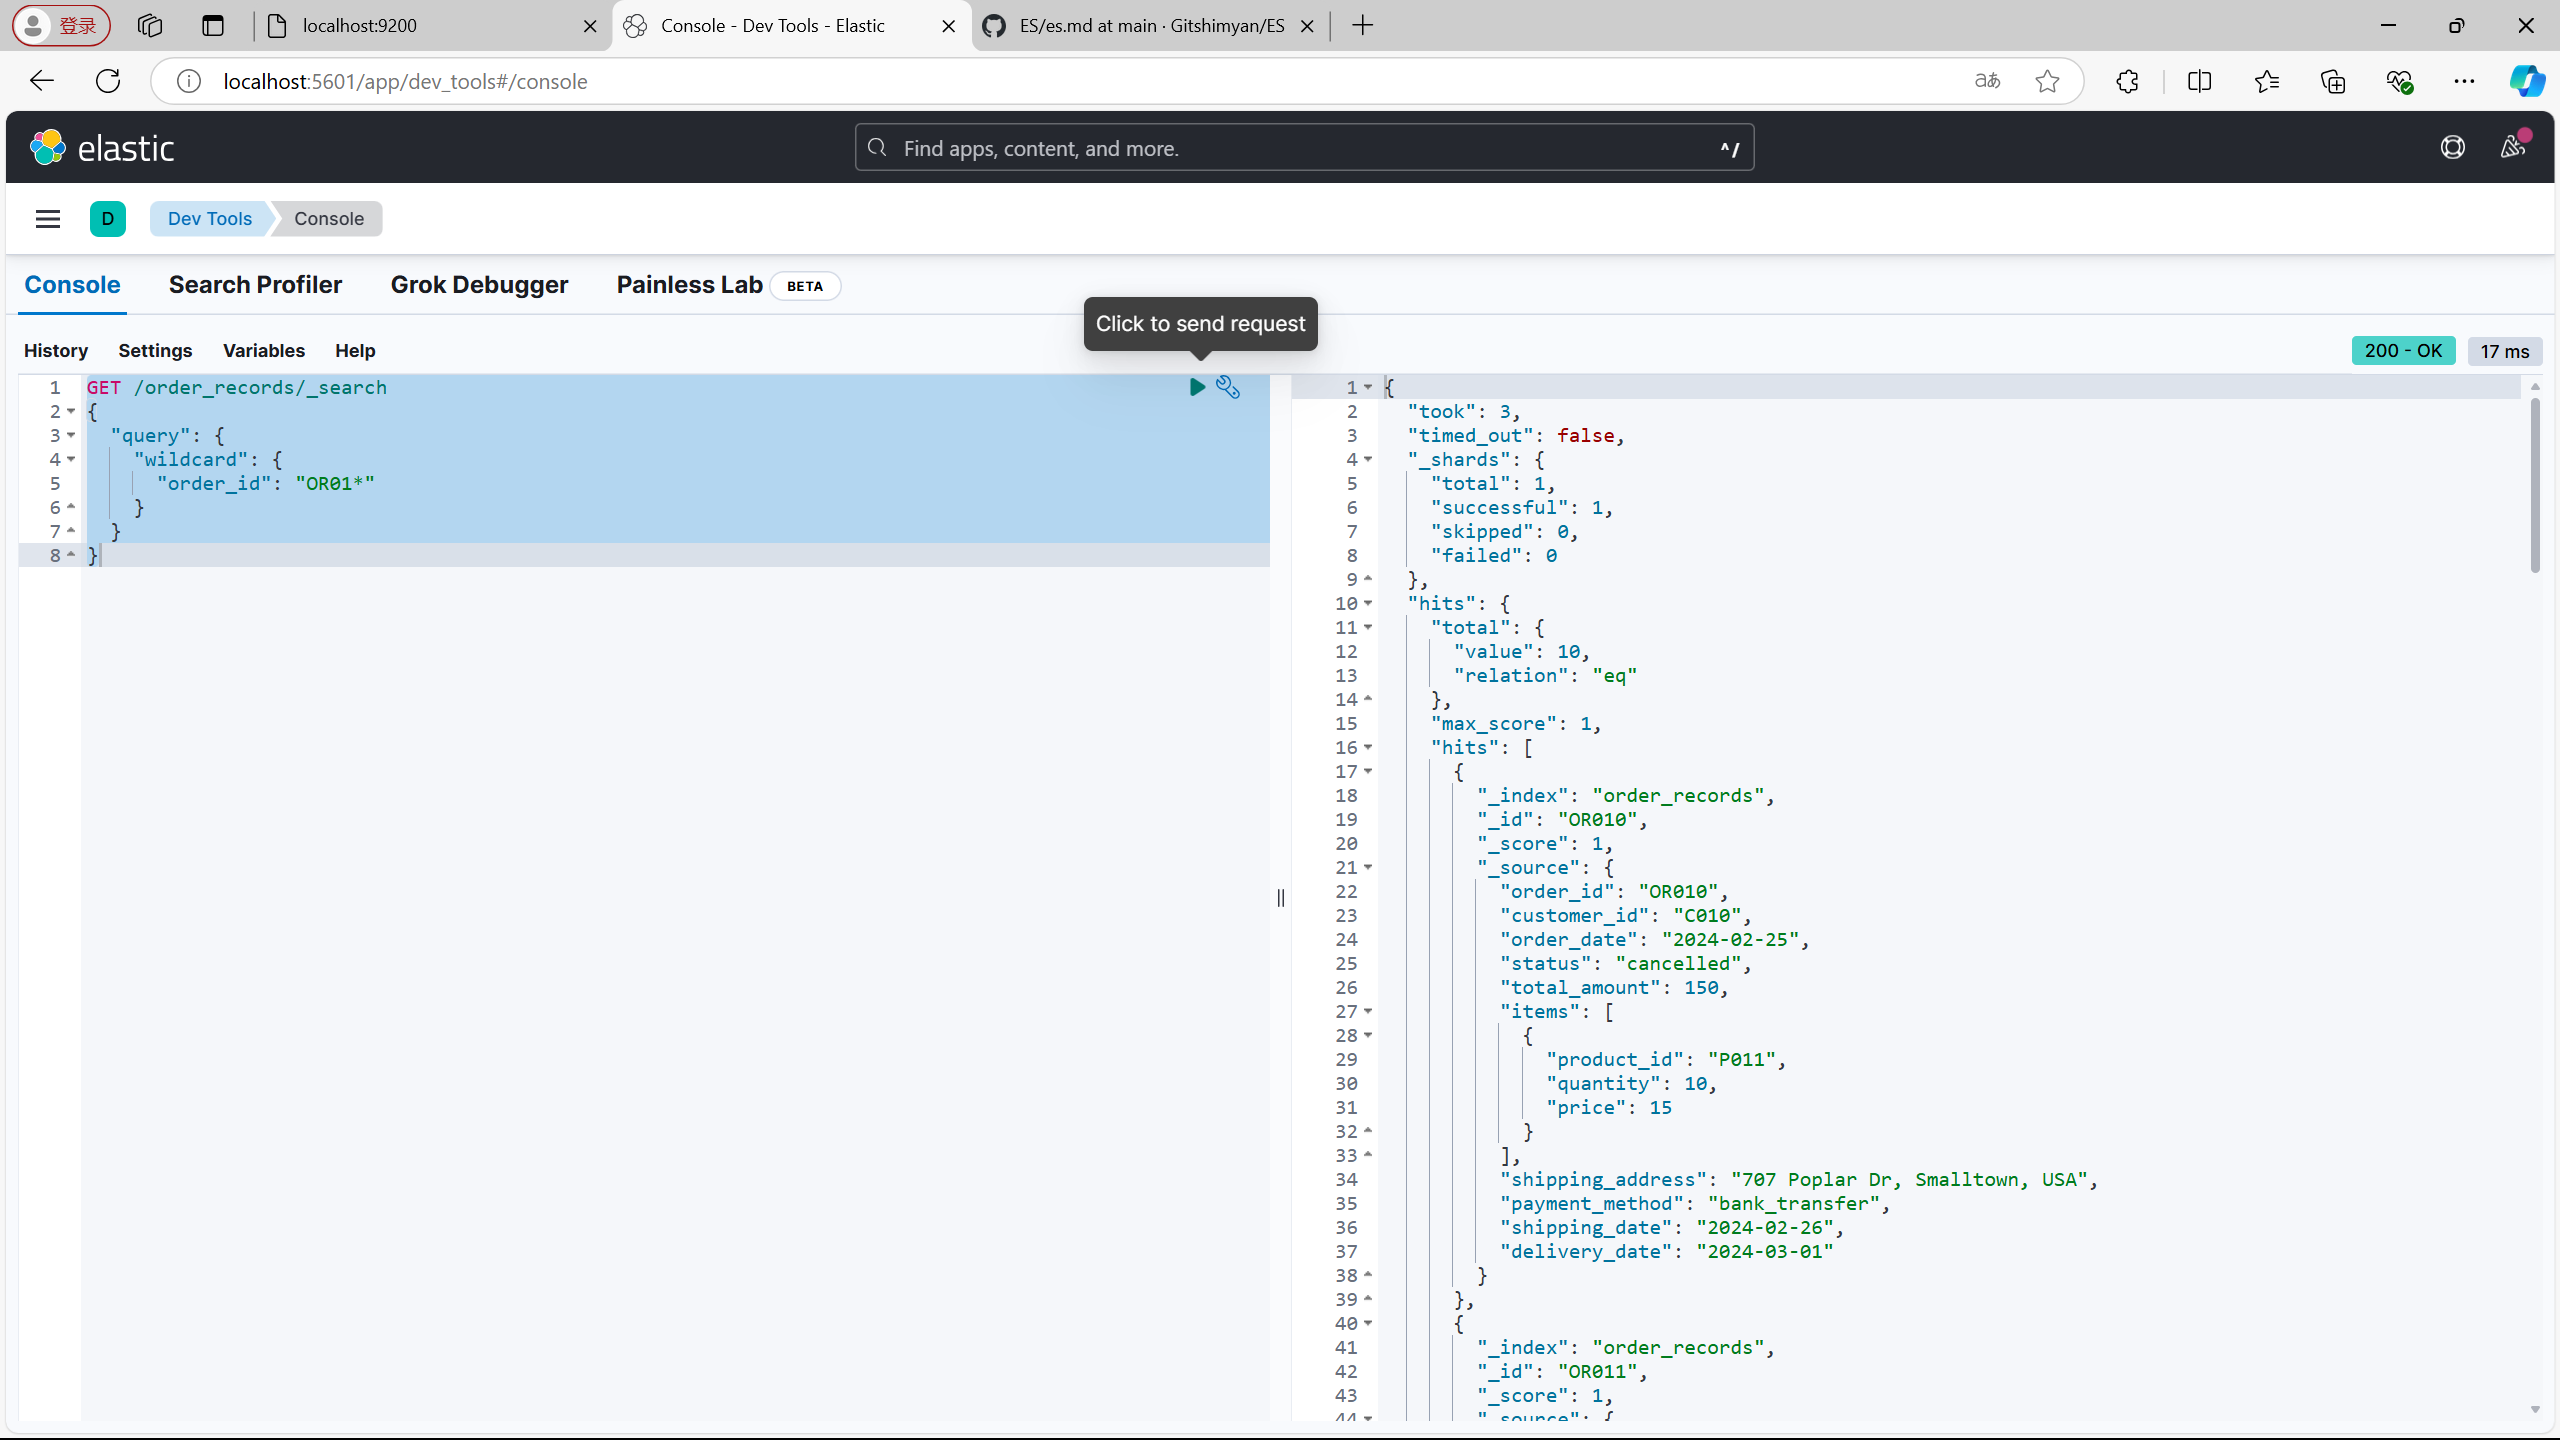 登录
localhost:9200
Console - Dev Tools - Elastic
ES/es.md at main · Gitshimyan/ES
localhost:5601/app/dev_tools#/console
aあ
elastic
Find apps, content, and more.
^/
D
Dev Tools
Console
Console
Search Profiler
Grok Debugger
Painless Lab
BETA
Click to send request
History
Settings
Variables
Help
200 - OK
17 ms
1 GET /order_records/_search
2 {
3 "query": {
4 "wildcard": {
5 "order_id": "OR01*"
6 }
7 }
8 }
1 {
2 "took": 3,
3 "timed_out": false,
4 "_shards": {
5 "total": 1,
6 "successful": 1,
7 "skipped": 0,
8 "failed": 0
9 },
10 "hits": {
11 "total": {
12 "value": 10,
13 "relation": "eq"
14 },
15 "max_score": 1,
16 "hits": [
17 {
18 "_index": "order_records",
19 "_id": "OR010",
20 "_score": 1,
21 "_source": {
22 "order_id": "OR010",
23 "customer_id": "C010",
24 "order_date": "2024-02-25",
25 "status": "cancelled",
26 "total_amount": 150,
27 "items": [
28 {
29 "product_id": "P011",
30 "quantity": 10,
31 "price": 15
32 }
33 ],
34 "shipping_address": "707 Poplar Dr, Smalltown, USA",
35 "payment_method": "bank_transfer",
36 "shipping_date": "2024-02-26",
37 "delivery_date": "2024-03-01"
38 }
39 },
40 {
41 "_index": "order_records",
42 "_id": "OR011",
43 "_score": 1,
44 "_source": {